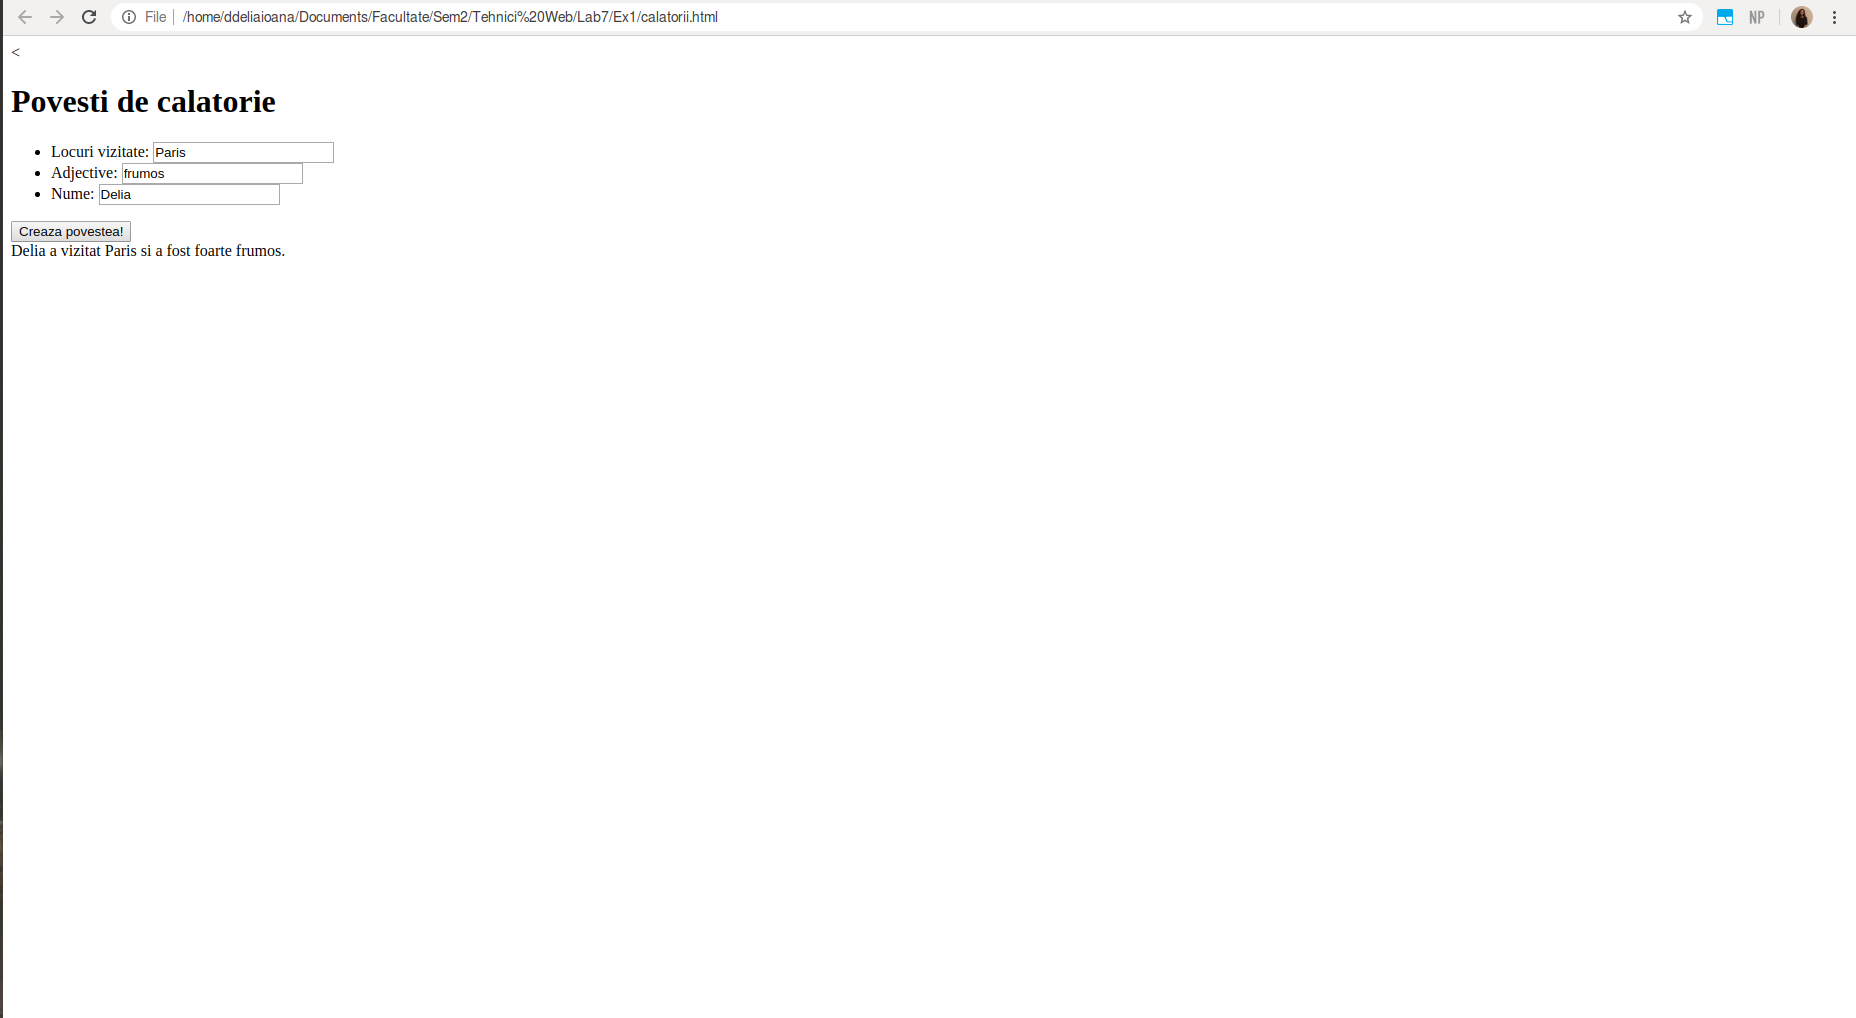 File /home/ddeliaioana/Documents/Facultate/Sem2/Tehnici%20Web/Lab7/Ex1/calatorii.html NP
<
Povesti de calatorie
Locuri vizitate: Paris
Adjective: frumos
Nume: Delia
Creaza povestea!
Delia a vizitat Paris si a fost foarte frumos.